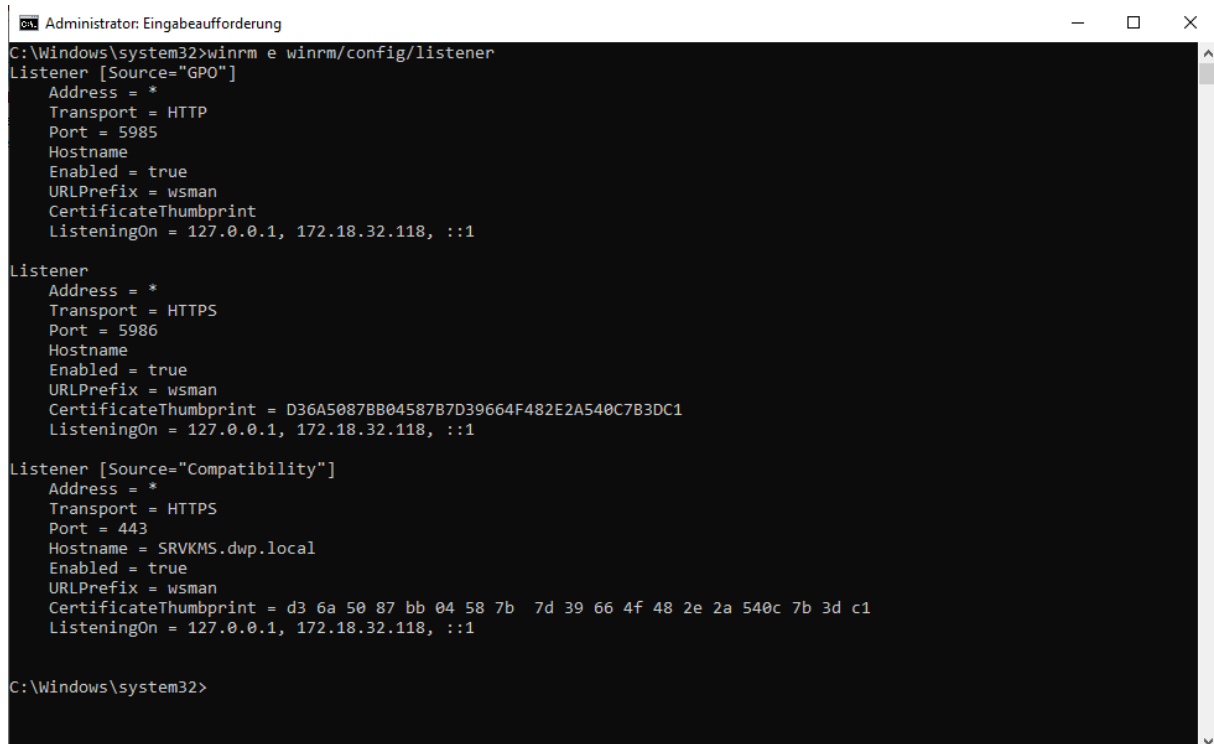 Administrator: Eingabeaufforderung
C:\Windows\system32>winrm e winrm/config/listener
Listener [Source="GPO"]
    Address = *
    Transport = HTTP
    Port = 5985
    Hostname
    Enabled = true
    URLPrefix = wsman
    CertificateThumbprint
    ListeningOn = 127.0.0.1, 172.18.32.118, ::1

Listener
    Address = *
    Transport = HTTPS
    Port = 5986
    Hostname
    Enabled = true
    URLPrefix = wsman
    CertificateThumbprint = D36A5087BB04587B7D39664F482E2A540C7B3DC1
    ListeningOn = 127.0.0.1, 172.18.32.118, ::1

Listener [Source="Compatibility"]
    Address = *
    Transport = HTTPS
    Port = 443
    Hostname = SRVKMS.dwp.local
    Enabled = true
    URLPrefix = wsman
    CertificateThumbprint = d3 6a 50 87 bb 04 58 7b  7d 39 66 4f 48 2e 2a 540c 7b 3d c1
    ListeningOn = 127.0.0.1, 172.18.32.118, ::1

C:\Windows\system32>